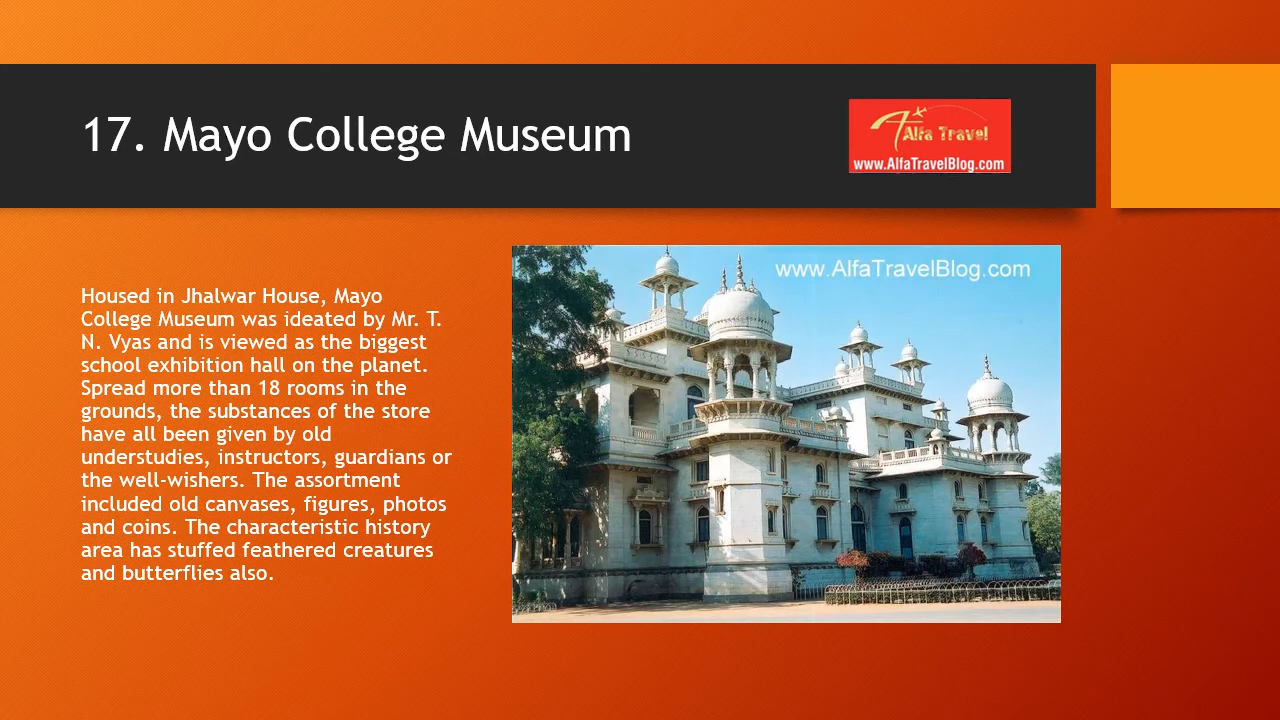 17. Mayo College Museum
Alfa Travel
www.AlfaTravelBlog.com
www.AlfaTravelBlog.com
Housed in Jhalwar House, Mayo
College Museum was ideated by Mr. T.
N. Vyas and is viewed as the biggest
school exhibition hall on the planet.
Spread more than 18 rooms in the
grounds, the substances of the store
have all been given by old
understudies, instructors, guardians or
the well-wishers. The assortment
included old canvases, figures, photos
and coins. The characteristic history
area has stuffed feathered creatures
and butterflies also.